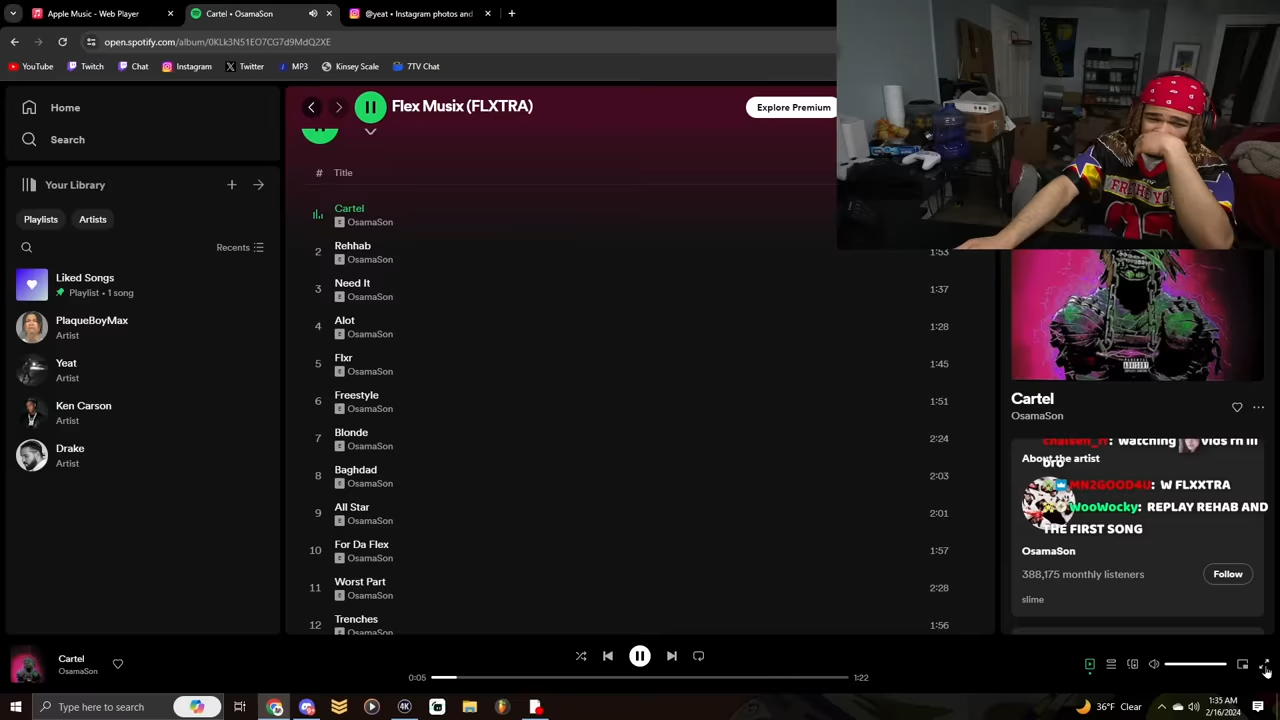 Apple Music - Web Player
Cartel • OsamaSon
@yeat • Instagram photos and
open.spotify.com/album/0KLk3N51EO7CG7d9MdQ2XE
YouTube
Twitch
Chat
Instagram
Twitter
MP3
Kinsey Scale
7TV Chat
Home
Search
Your Library
Playlists
Artists
Recents
Liked Songs
Playlist • 1 song
PlaqueBoyMax
Artist
Yeat
Artist
Ken Carson
Artist
Drake
Artist
Flex Musix (FLXTRA)
Explore Premium
# Title
Cartel
E OsamaSon
2 Rehhab 1:53
E OsamaSon
3 Need It 1:37
E OsamaSon
4 Alot 1:28
E OsamaSon
5 Flxr 1:45
E OsamaSon
6 Freestyle 1:51
E OsamaSon
7 Blonde 2:24
E OsamaSon
8 Baghdad 2:03
E OsamaSon
9 All Star 2:01
E OsamaSon
10 For Da Flex 1:57
E OsamaSon
11 Worst Part 2:28
E OsamaSon
12 Trenches 1:56
E OsamaSon
WARRIORS
Cartel
OsamaSon
: watching vids rn lil
bro
About the artist
MN2GOOD4U: W FLXXTRA
WooWocky: REPLAY REHAB AND
THE FIRST SONG
OsamaSon
388,175 monthly listeners
Follow
slime
Cartel
OsamaSon
0:05
1:22
Type here to search
36°F Clear
1:35 AM
2/16/2024